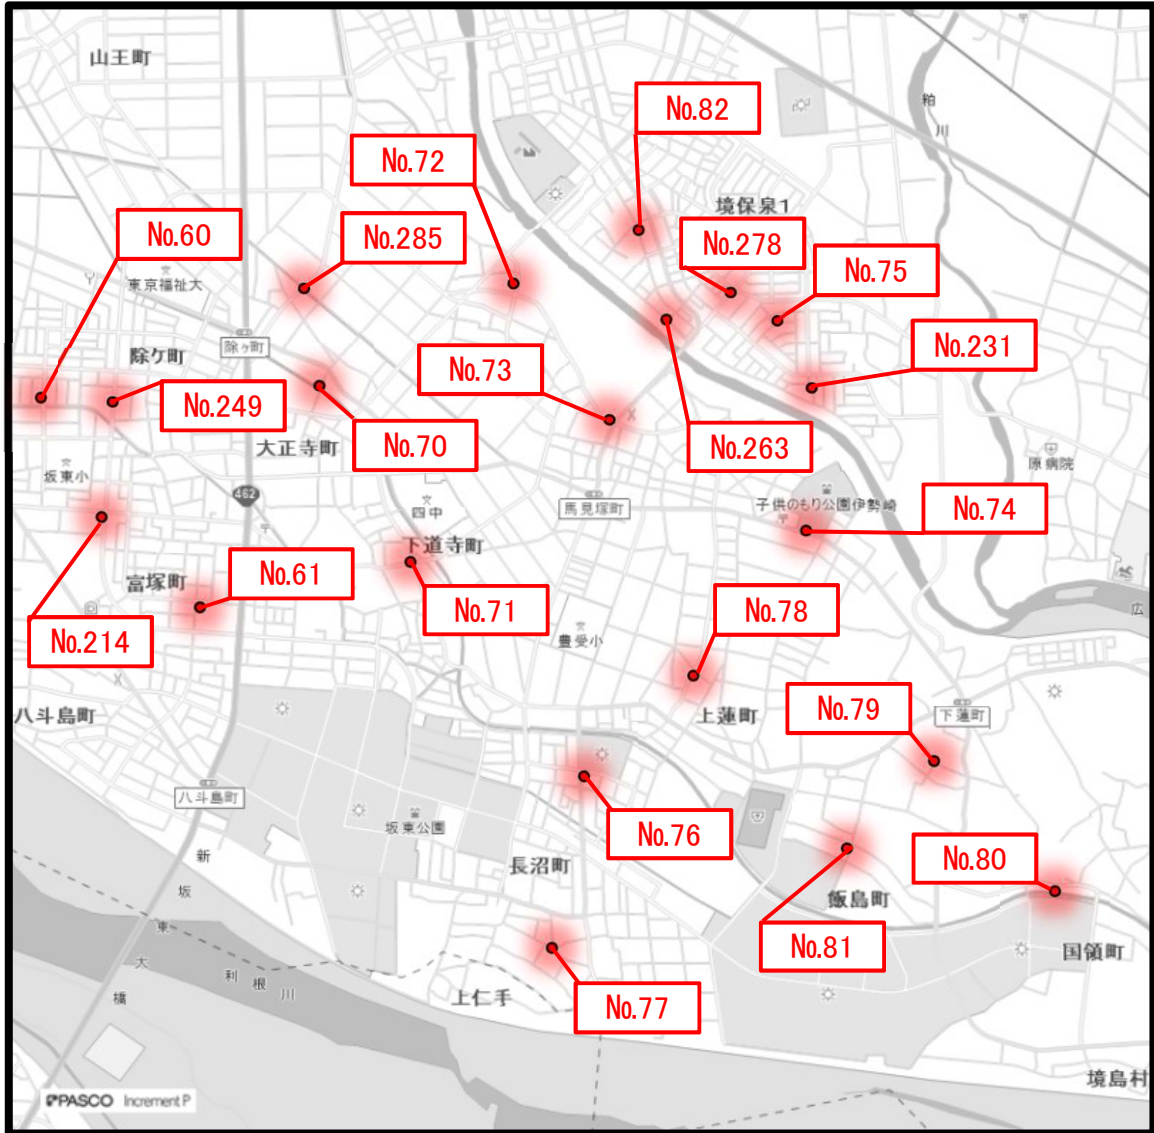 山王町
粕
川
No.82
No.72
境保泉1
No.60
No.285
No.278
東京福祉大
No.75
除ケ町
除ヶ町
No.231
No.73
No.249
大正寺町
No.70
No.263
坂東小
原病院
462
四中
馬見塚町
子供のもり公園伊勢崎
No.74
下道寺町
富塚町
No.61
No.71
No.78
広
No.214
豊受小
八斗島町
上蓮町
No.79
下蓮町
八斗島町
坂東公園
No.76
新
坂
東
大
橋
長沼町
No.80
飯島町
No.81
国領町
利
根
川
上仁手
No.77
境島村
PASCO Increment P